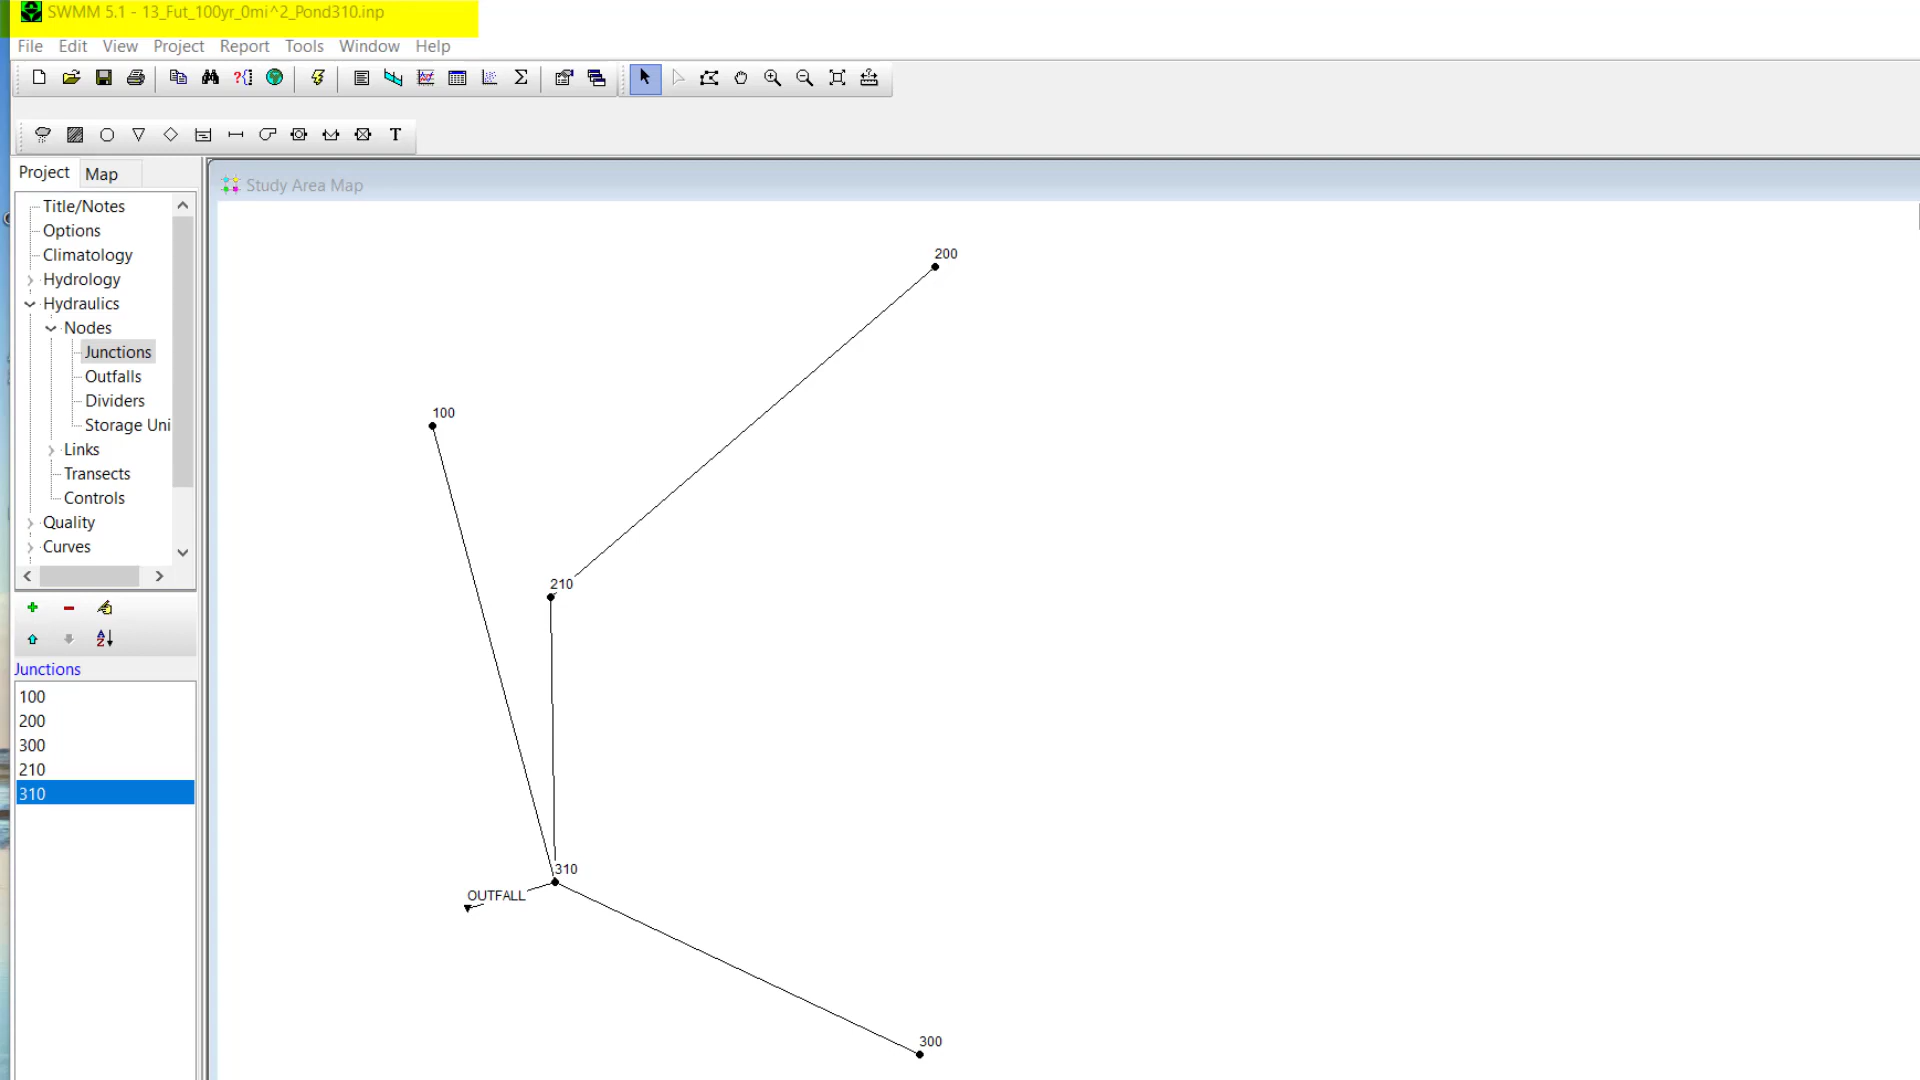 SWMM 5.1 - 13_Fut_100yr_0mi^2_Pond310.inp
File Edit View Project Report Tools Window Help
T
Project Map
Study Area Map
Title/Notes
Options
Climatology
Hydrology
Hydraulics
Nodes
Junctions
Outfalls
Dividers
Storage Uni
Links
Transects
Controls
Quality
Curves
Junctions
100
200
300
210
310
200
100
210
310
OUTFALL
300